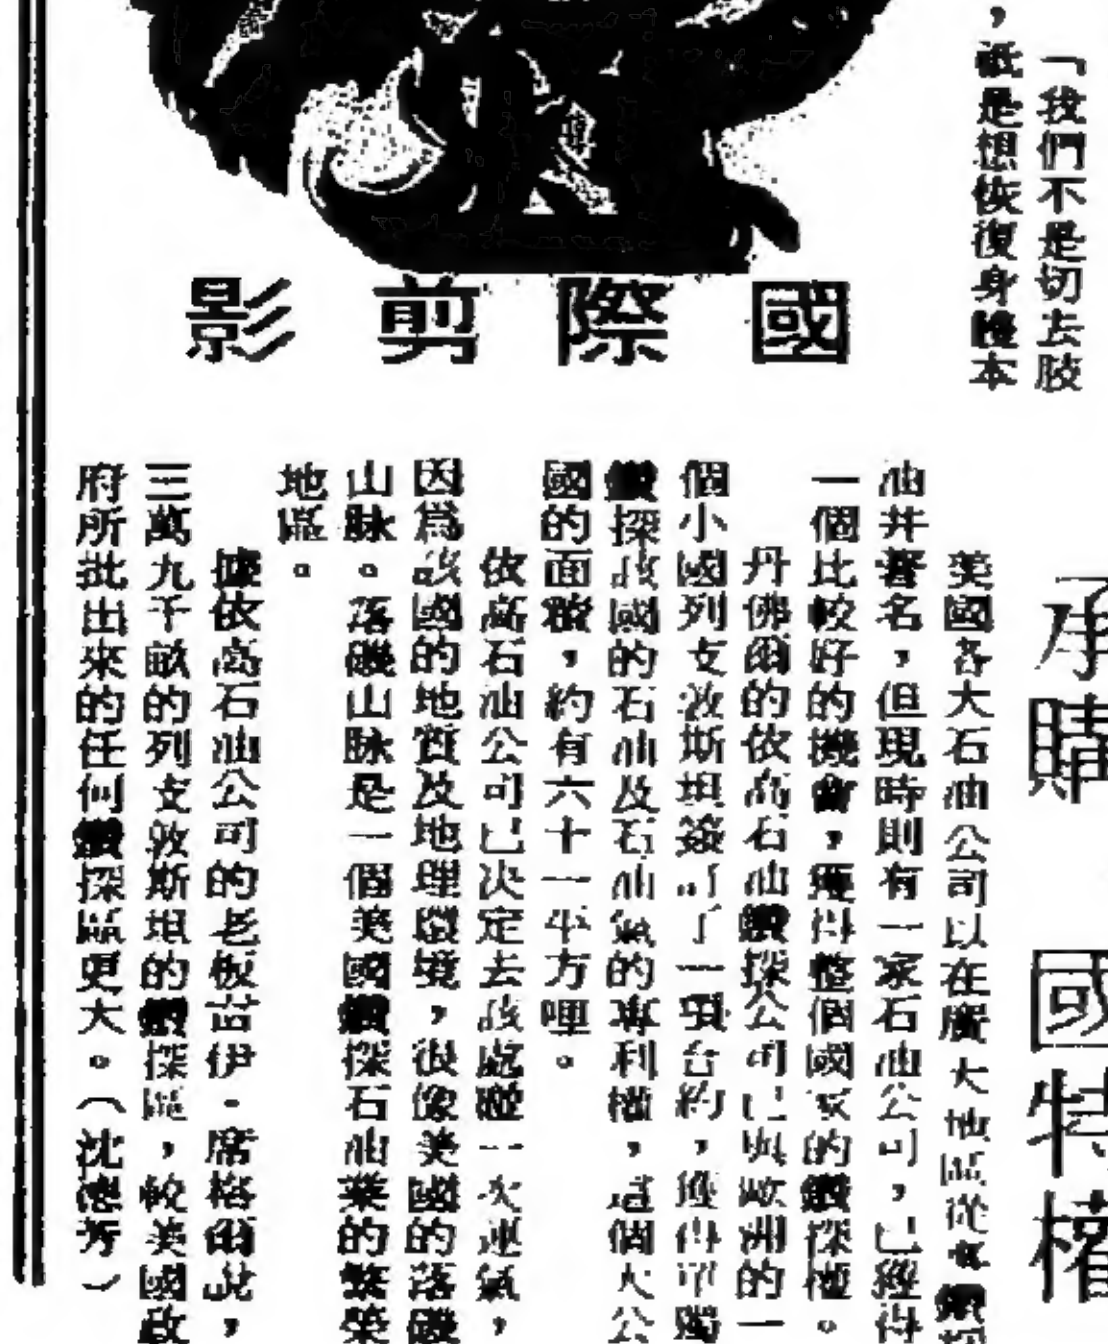 「我們不是切去肢
，祇是想恢復身體本
國際剪影
承購
國特權
美國各大石油公司以在廣大地區從事鑽探
油井著名，但現時則有一家石油公司，已經得
一個比較好的機會，獲得整個國家的鑽探權。
丹佛爾的依高石油鑽探公司已與歐洲的一
個小國列支敦斯坦簽訂了一項合約，獲得單獨
鑽探該國的石油及石油氣的專利權，這個大公
國的面積，約有六十一平方哩。
依高石油公司已决定去該處碰一次運氣，
因爲該國的地質及地理環境，很像美國的落磯
山脉。落磯山脉是一個美國鑽探石油業的繁榮
地區。
據依高石油公司的老板 伊．席格爾說，
三萬九千畝的列支敦斯坦的鑽探區，較美國政
府所批出來的任何鑽探區更大。（沈 秀）